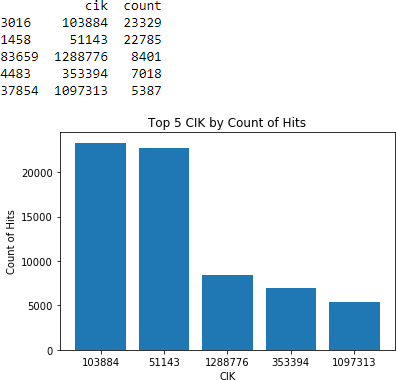 cik count
3016 103884 23329
1458 51143 22785
83659 1288776 8401
4483 353394 7018
37854 1097313 5387
Top 5 CIK by Count of Hits
20000
15000
10000
5000
0
Count of Hits
103884 51143 1288776 353394 1097313
CIK